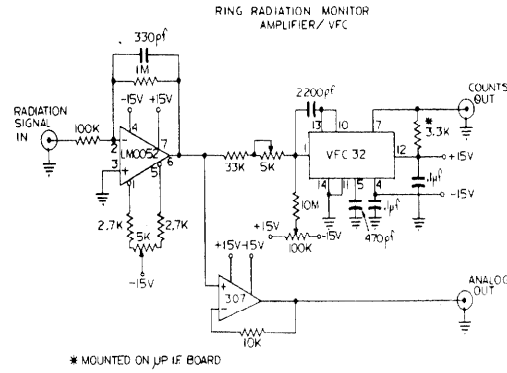 RING RADIATION MONITOR
AMPLIFIER/ VFC
330pf
1M
-15V +15V
RADIATION
SIGNAL
IN
100K
2
3
4
7
6
LM0052
1
5
2.7K
2.7K
5K
-15V
33K
5K
2200pf
13
10
7
1
VFC 32
12
14
11
5
4
COUNTS
OUT
*
3.3K
+15V
.1µf
-15V
.1µf
470pf
10M
+15V
-15V
100K
+15V -15V
307
10K
ANALOG
OUT
* MOUNTED ON µP I.F. BOARD